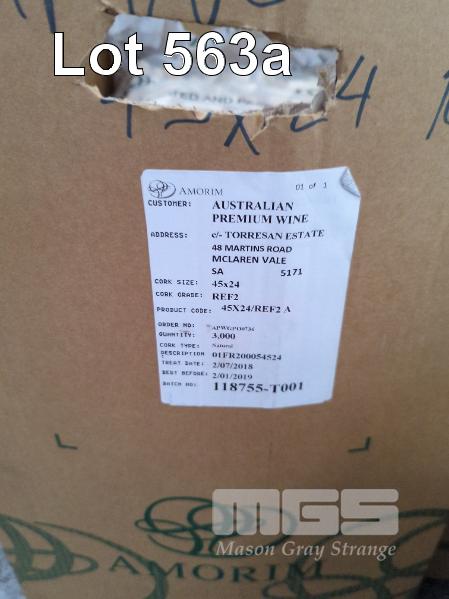 Lot 563a
TED AND
45x24
AMORIM 01 of 1
CUSTOMER: AUSTRALIAN
PREMIUM WINE
ADDRESS: c/- TORRESAN ESTATE
48 MARTINS ROAD
MCLAREN VALE
SA 5171
CORK SIZE: 45x24
CORK GRADE: REF2
PRODUCT CODE: 45X24/REF2 A
ORDER NO:
QUANTITY: 3,000
CORK TYPE: Natural
DESCRIPTION 01FR200054524
TREAT DATE: 2/07/2018
BEST BEFORE: 2/01/2019
BATCH NO: 118755-T001
MGS
Mason Gray Strange
AMORIM